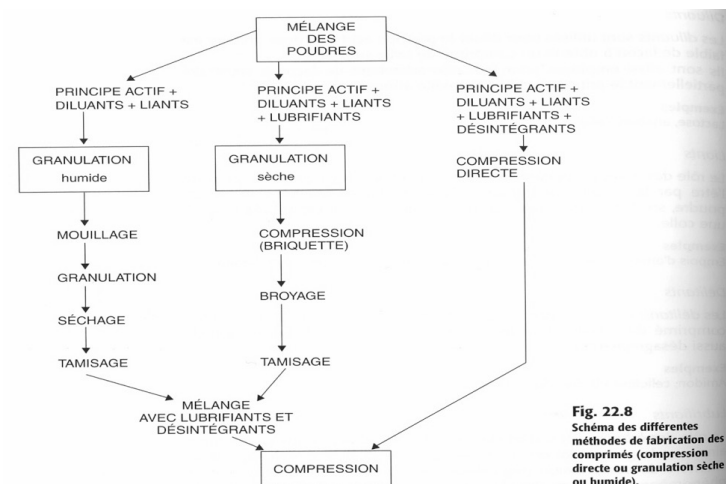 MÉLANGE
DES
POUDRES
PRINCIPE ACTIF +
DILUANTS + LIANTS
PRINCIPE ACTIF +
DILUANTS + LIANTS
+ LUBRIFIANTS
PRINCIPE ACTIF +
DILUANTS + LIANTS
+ LUBRIFIANTS +
DÉSINTÉGRANTS
GRANULATION
humide
GRANULATION
sèche
COMPRESSION
DIRECTE
MOUILLAGE
GRANULATION
SÉCHAGE
TAMISAGE
COMPRESSION
(BRIQUETTE)
BROYAGE
TAMISAGE
MÉLANGE
AVEC LUBRIFIANTS ET
DÉSINTÉGRANTS
COMPRESSION
Fig. 22.8
Schéma des différentes
méthodes de fabrication des
comprimés (compression
directe ou granulation sèche
ou humide).